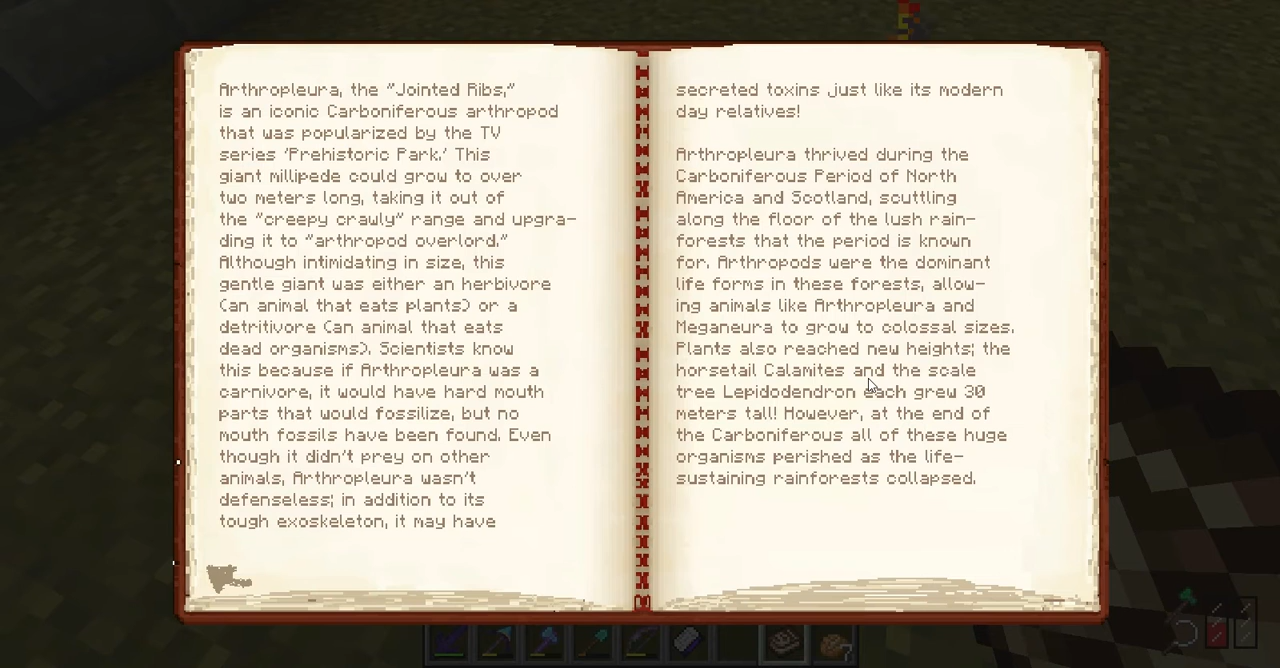 Arthropleura, the "Jointed Ribs,"
is an iconic Carboniferous arthropod
that was popularized by the TV
series 'Prehistoric Park.' This
giant millipede could grow to over
two meters long, taking it out of
the "creepy crawly" range and upgra-
ding it to "arthropod overlord."
Although intimidating in size, this
gentle giant was either an herbivore
(an animal that eats plants) or a
detritivore (an animal that eats
dead organisms). Scientists know
this because if Arthropleura was a
carnivore, it would have hard mouth
parts that would fossilize, but no
mouth fossils have been found. Even
though it didn't prey on other
animals, Arthropleura wasn't
defenseless; in addition to its
tough exoskeleton, it may have
secreted toxins just like its modern
day relatives!
Arthropleura thrived during the
Carboniferous Period of North
America and Scotland, scuttling
along the floor of the lush rain-
forests that the period is known
for. Arthropods were the dominant
life forms in these forests, allow-
ing animals like Arthropleura and
Meganeura to grow to colossal sizes.
Plants also reached new heights; the
horsetail Calamites and the scale
tree Lepidodendron each grew 30
meters tall! However, at the end of
the Carboniferous all of these huge
organisms perished as the life-
sustaining rainforests collapsed.
7